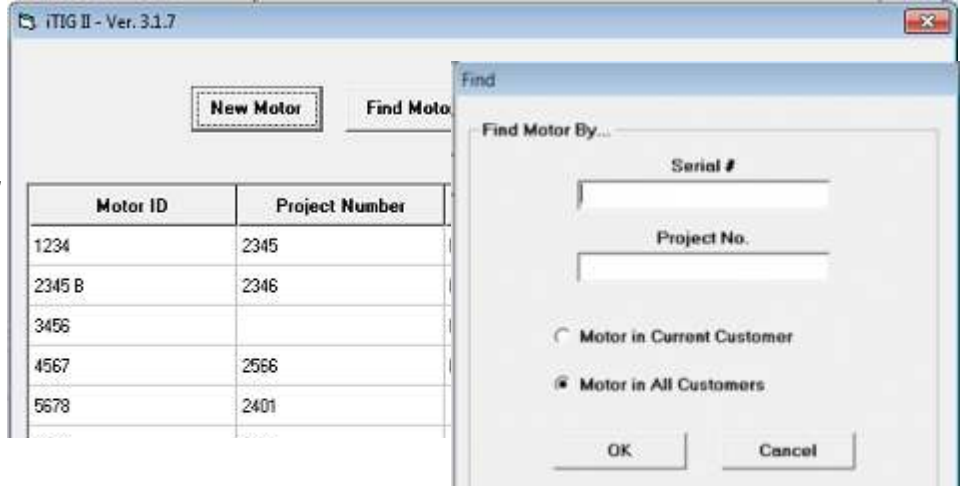 iTIG II - Ver. 3.1.7
New Motor Find Moto
Motor ID Project Number
1234 2345
2345 B 2346
3456
4567 2566
5678 2401
Find
Find Motor By...
Serial #
Project No.
Motor in Current Customer
Motor in All Customers
OK Cancel